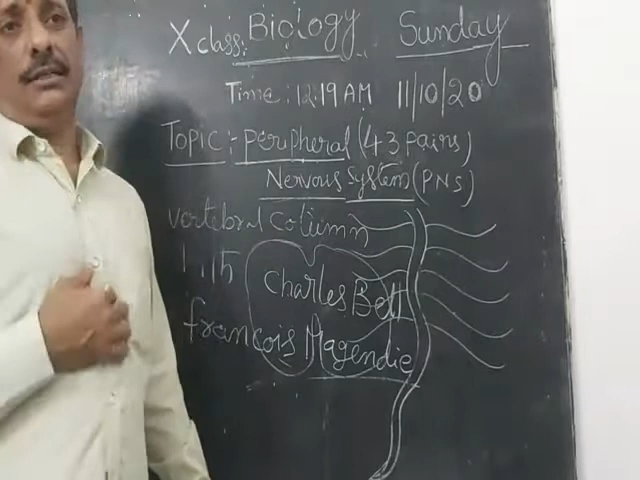 X class: Biology Sunday
Time: 12:19 AM 11/10/20
Topic:- Peripheral (43 pairs)
Nervous System (PNS)
vertebral column
Charles Bell
francois Magendie